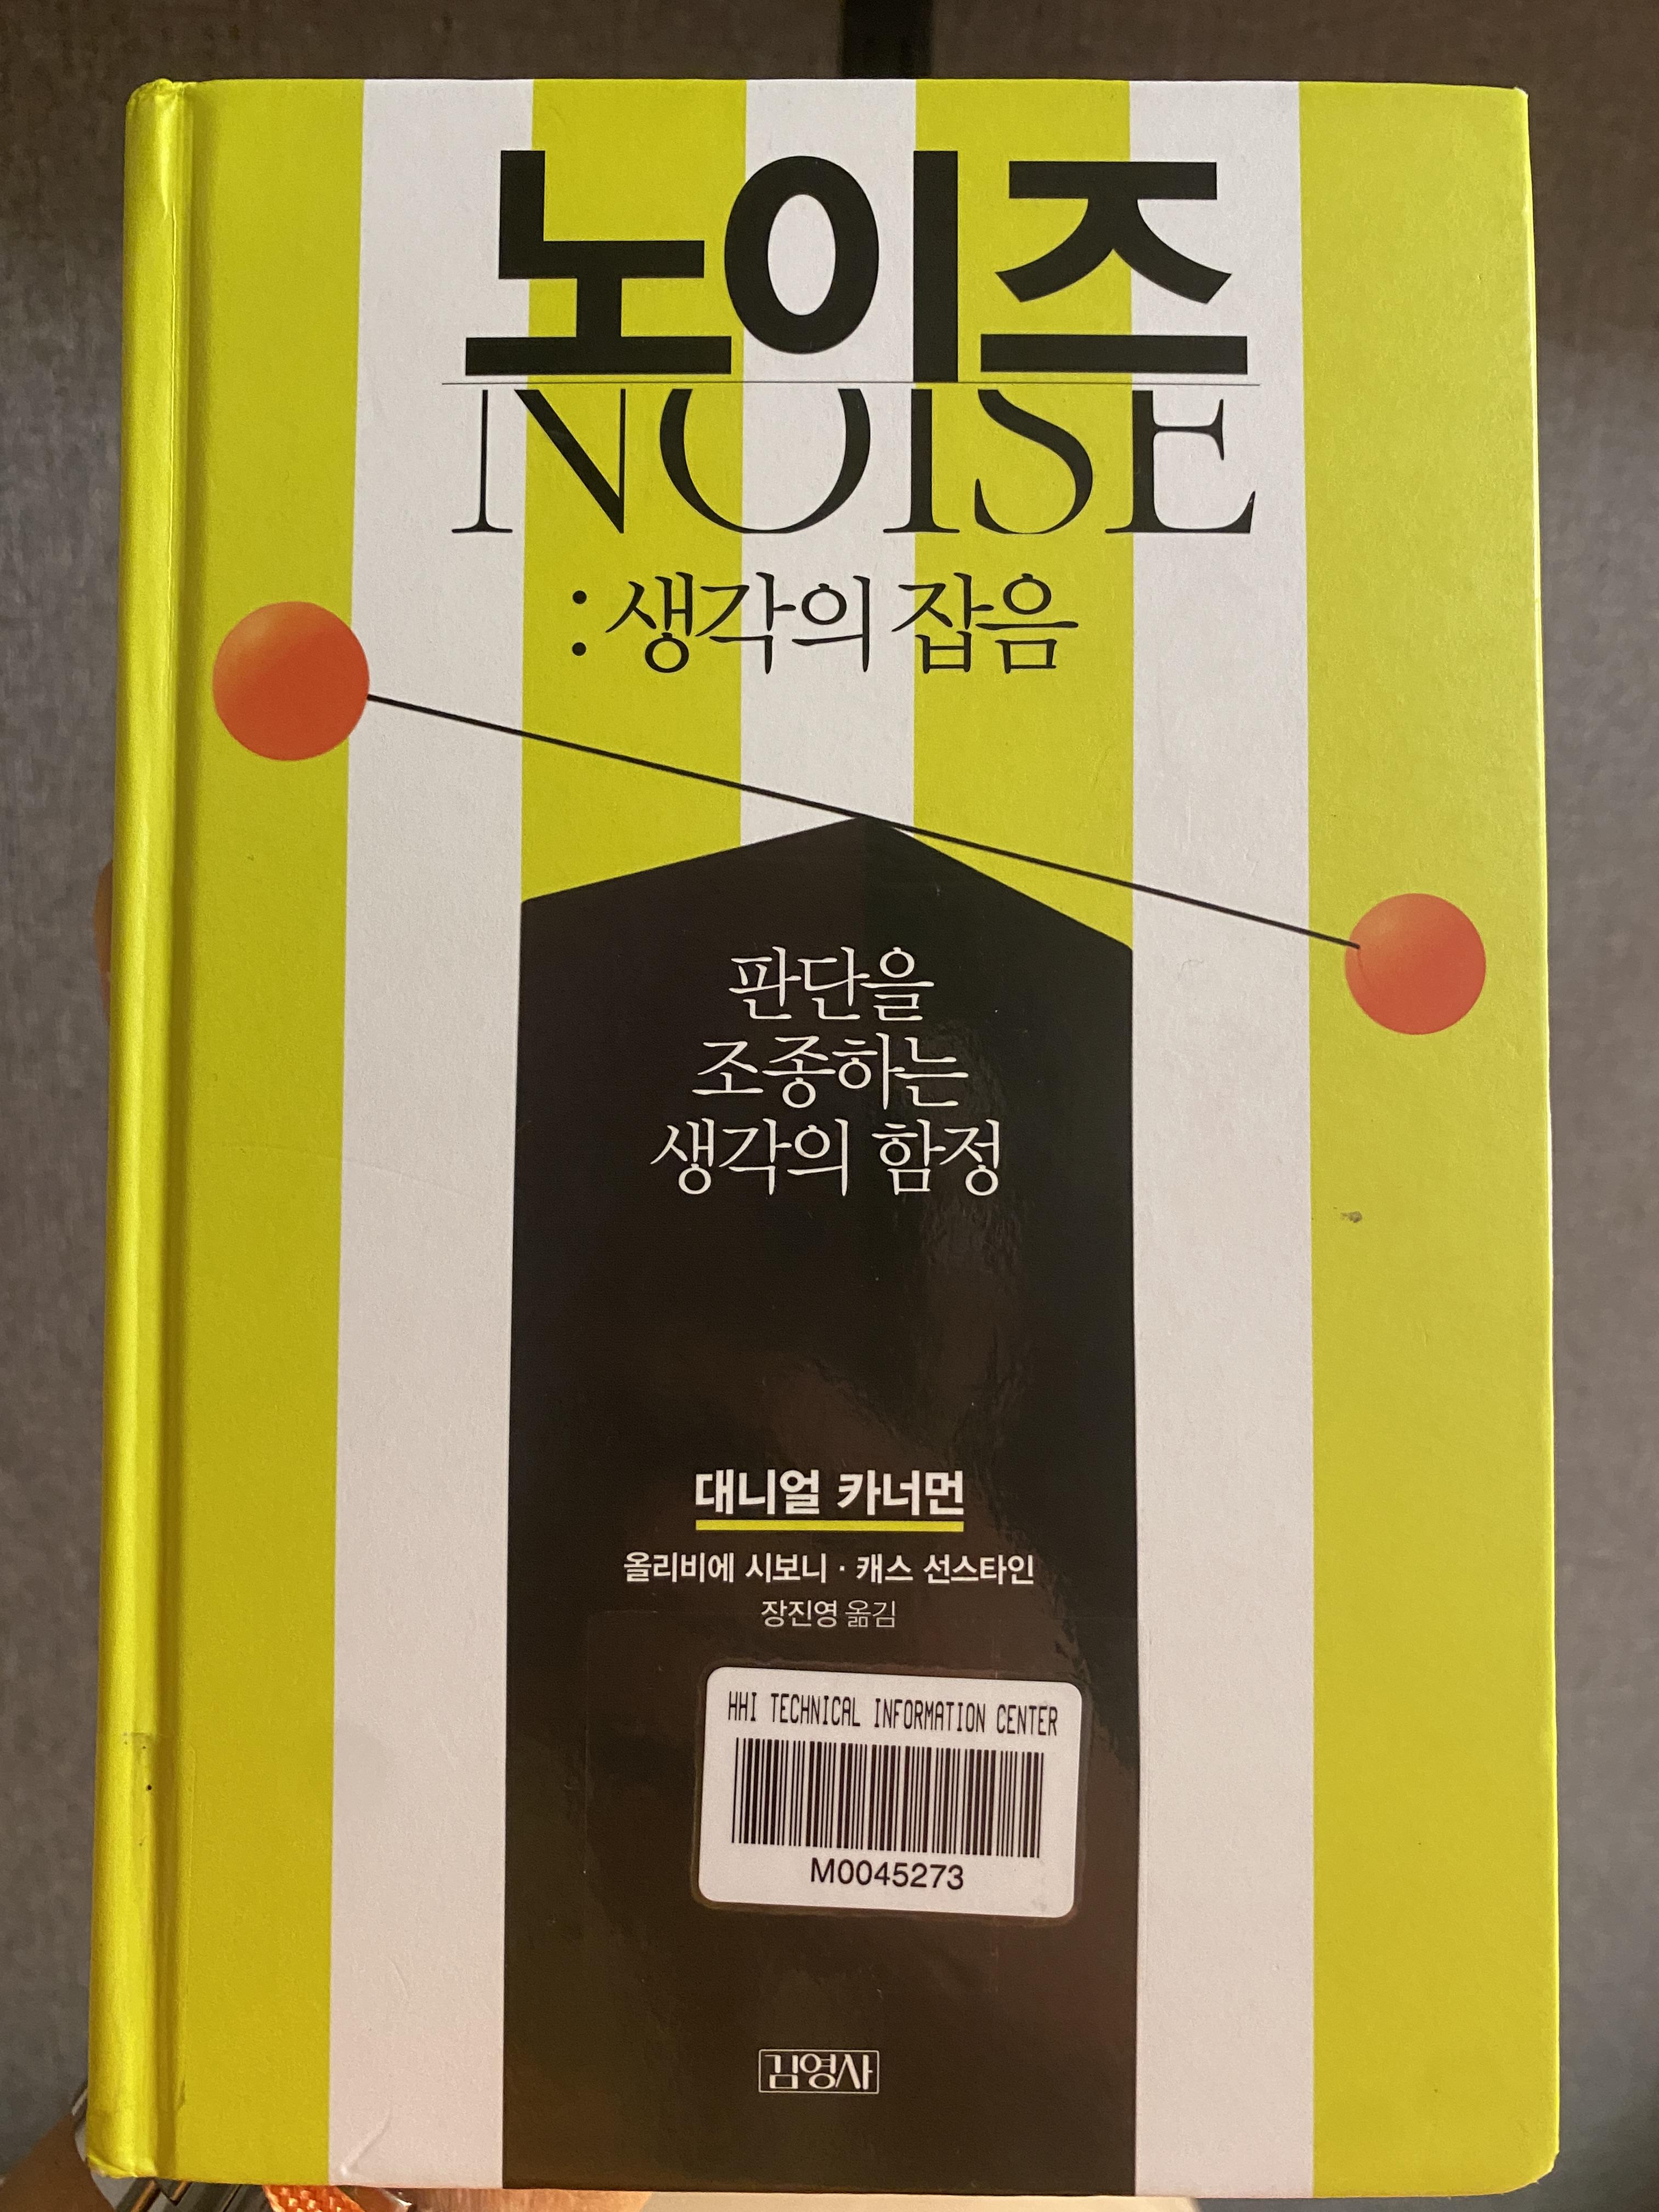 노이즈
NOISE
: 생각의 잡음
판단을
조종하는
생각의 함정
대니얼 카너먼
올리비에 시보니 · 캐스 선스타인
장진영 옮김
HHI TECHNICAL INFORMATION CENTER
M0045273
김영사